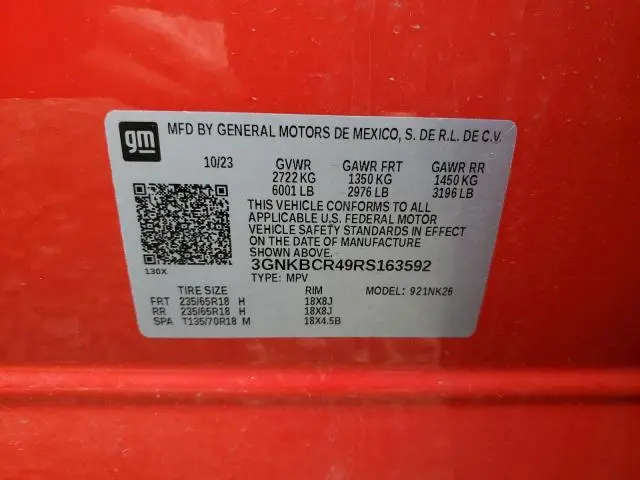 gm MFD BY GENERAL MOTORS DE MEXICO, S. DE R.L. DE C.V.
10/23 GVWR GAWR FRT GAWR RR
2722 KG 1350 KG 1450 KG
6001 LB 2976 LB 3196 LB
THIS VEHICLE CONFORMS TO ALL
APPLICABLE U.S. FEDERAL MOTOR
VEHICLE SAFETY STANDARDS IN EFFECT
ON THE DATE OF MANUFACTURE
SHOWN ABOVE.
3GNKBCR49RS163592
130X TYPE: MPV
TIRE SIZE RIM MODEL: 921NK26
FRT 235/65R18 H 18X8J
RR 235/65R18 H 18X8J
SPA T135/70R18 M 18X4.5B